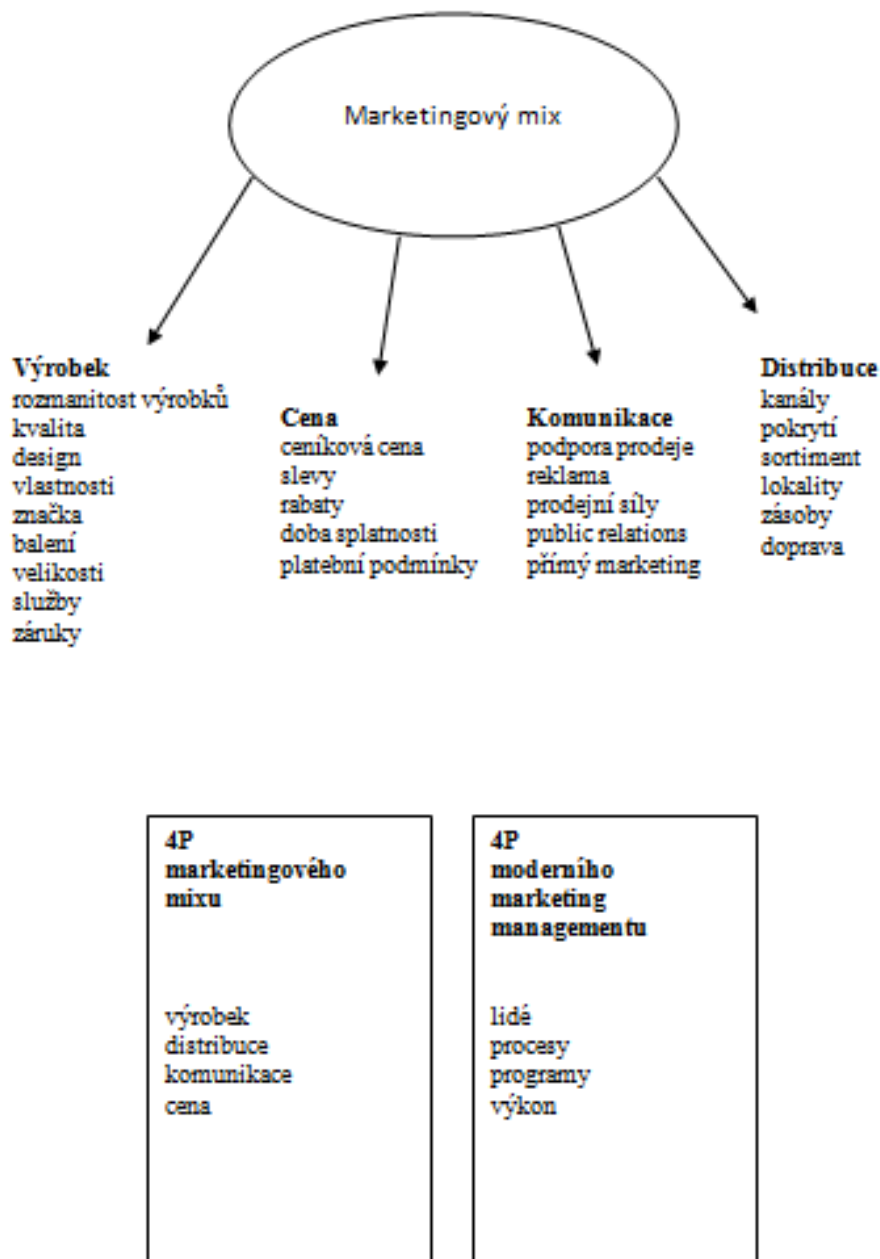 Marketingový mix
Výrobek
rozmanitost výrobků
kvalita
design
vlastnosti
značka
balení
velikosti
služby
záruky
Cena
ceníková cena
slevy
rabaty
doba splatnosti
platební podmínky
Komunikace
podpora prodeje
reklama
prodejní síly
public relations
přímý marketing
Distribuce
kanály
pokrytí
sortiment
lokality
zásoby
doprava
4P
marketingového
mixu
výrobek
distribuce
komunikace
cena
4P
moderního
marketing
managementu
lidé
procesy
programy
výkon